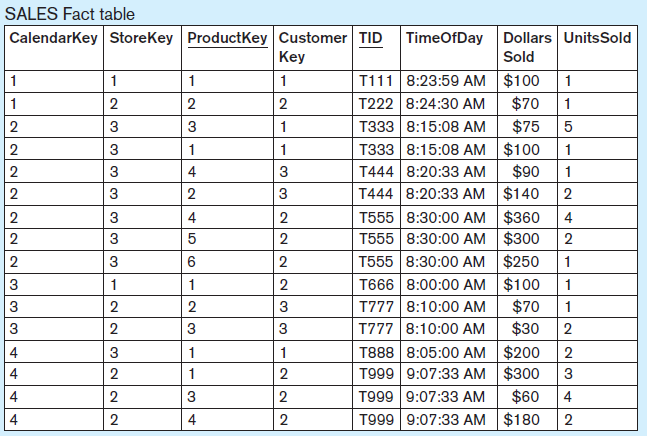 SALES Fact table
CalendarKey StoreKey ProductKey Customer Key TID TimeOfDay Dollars Sold UnitsSold
1 1 1 1 T111 8:23:59 AM $100 1
1 2 2 2 T222 8:24:30 AM $70 1
2 3 3 1 T333 8:15:08 AM $75 5
2 3 1 1 T333 8:15:08 AM $100 1
2 3 4 3 T444 8:20:33 AM $90 1
2 3 2 3 T444 8:20:33 AM $140 2
2 3 4 2 T555 8:30:00 AM $360 4
2 3 5 2 T555 8:30:00 AM $300 2
2 3 6 2 T555 8:30:00 AM $250 1
3 1 1 2 T666 8:00:00 AM $100 1
3 2 2 3 T777 8:10:00 AM $70 1
3 2 3 3 T777 8:10:00 AM $30 2
4 3 1 1 T888 8:05:00 AM $200 2
4 2 1 2 T999 9:07:33 AM $300 3
4 2 3 2 T999 9:07:33 AM $60 4
4 2 4 2 T999 9:07:33 AM $180 2